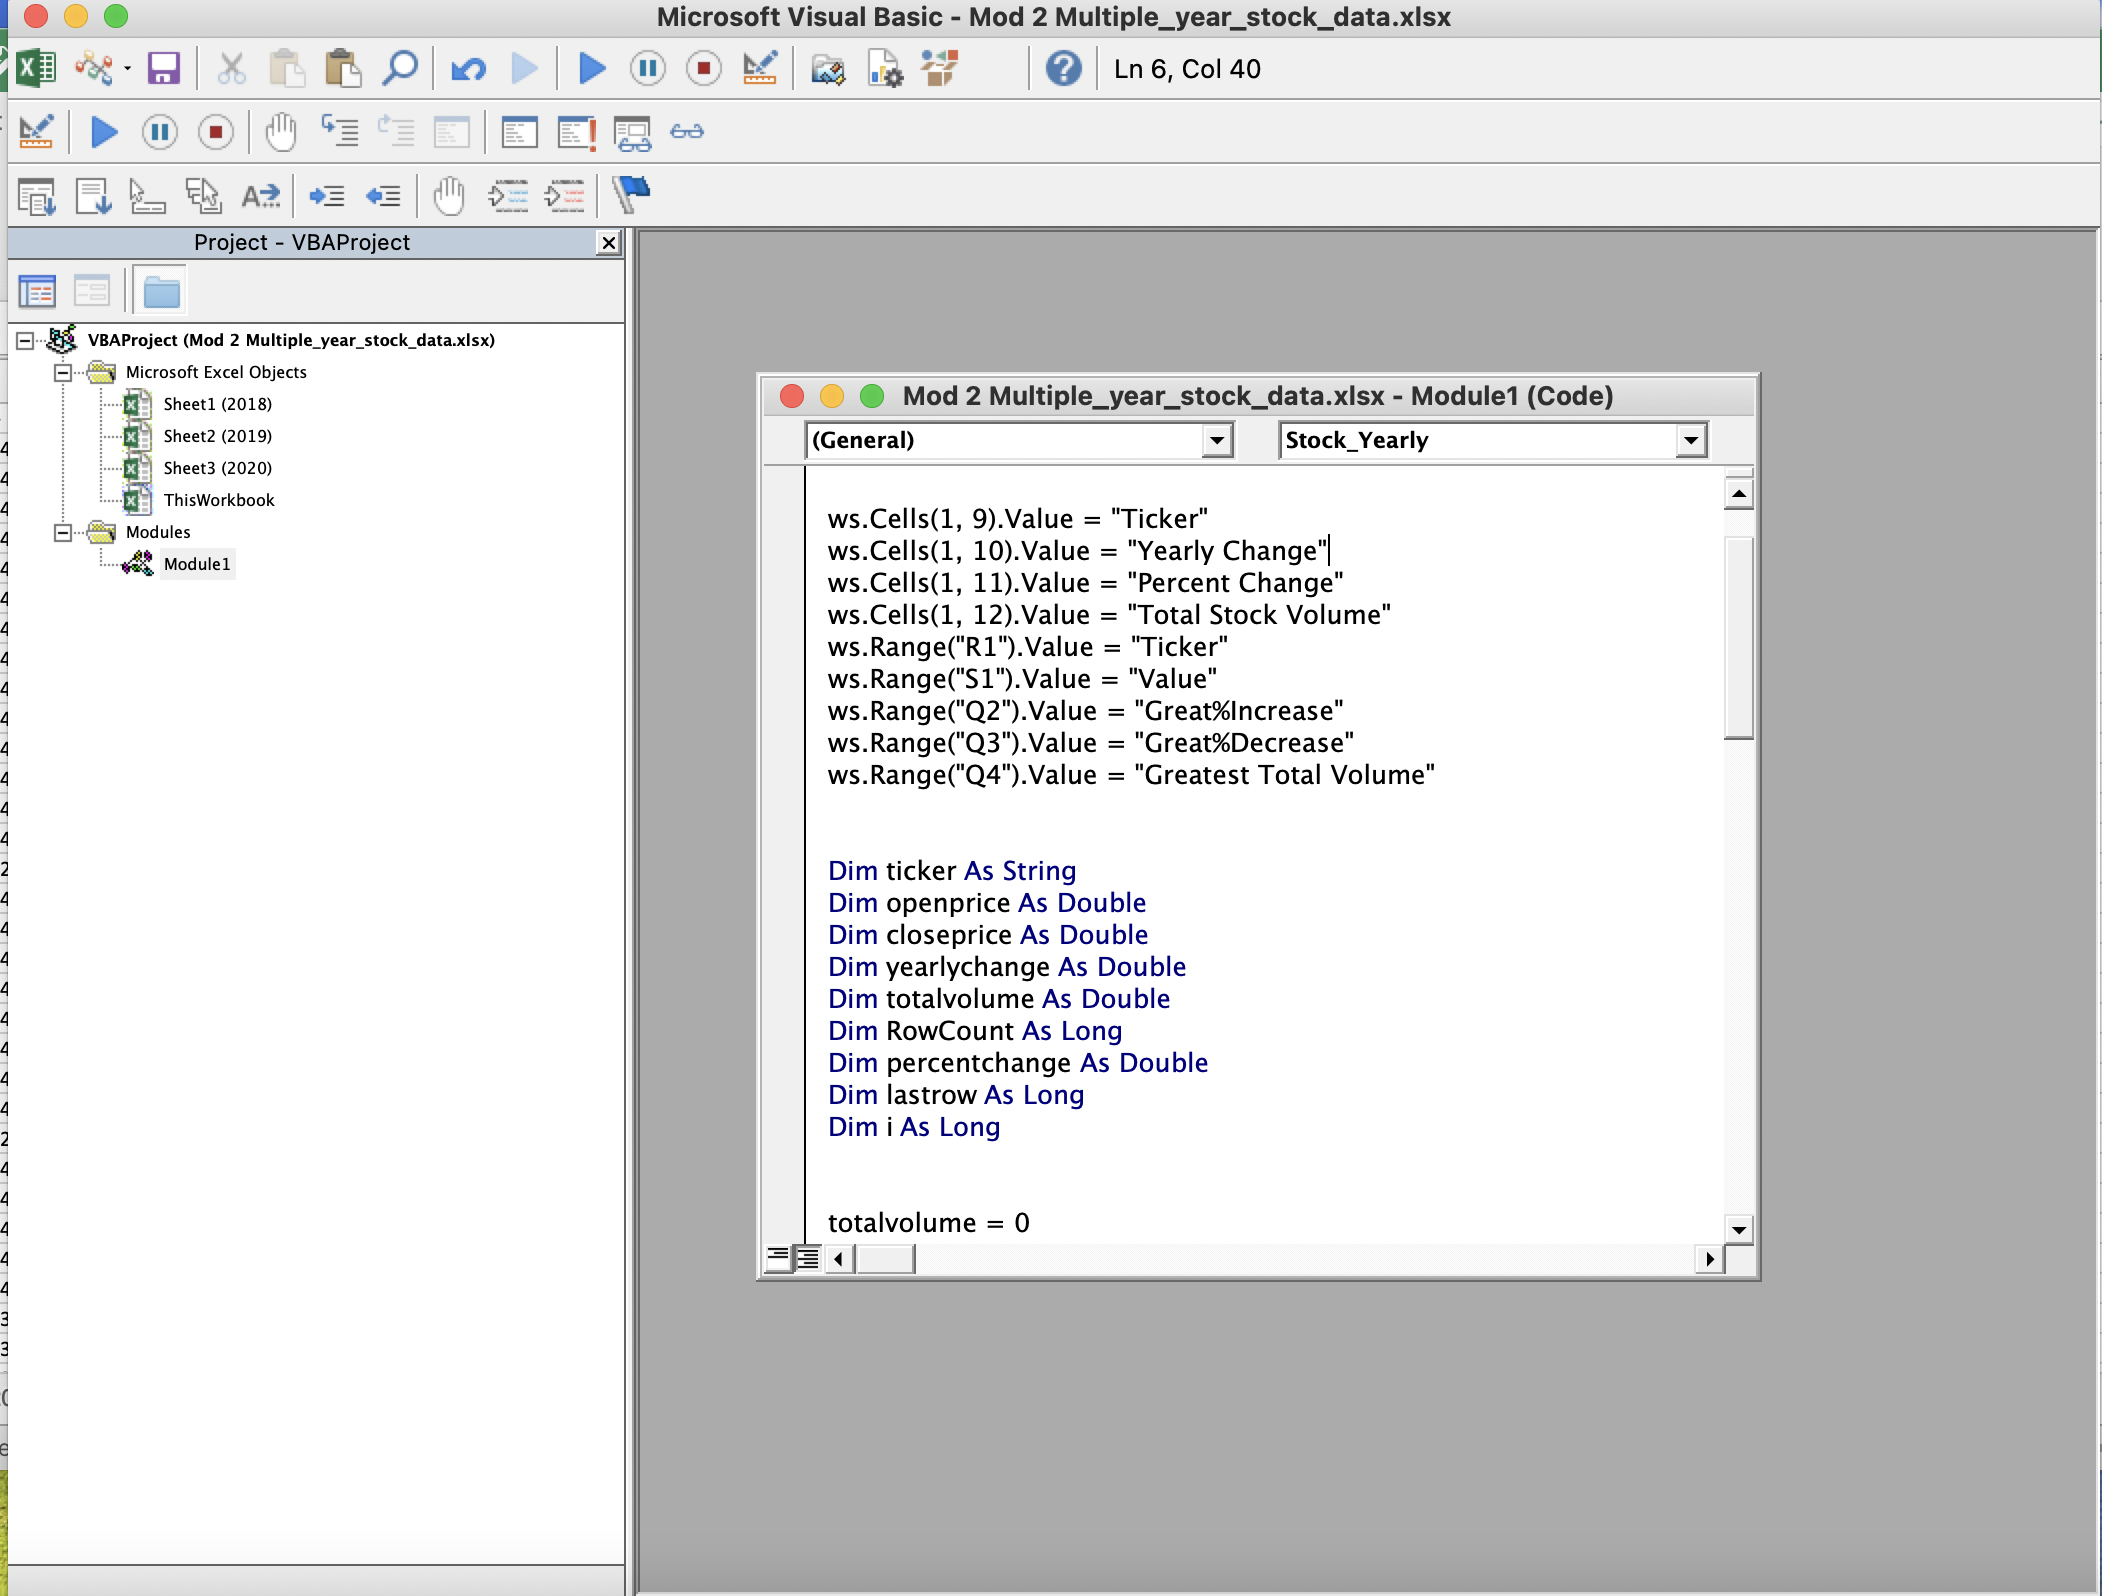 Microsoft Visual Basic - Mod 2 Multiple_year_stock_data.xlsx
Ln 6, Col 40
Project - VBAProject
VBAProject (Mod 2 Multiple_year_stock_data.xlsx)
Microsoft Excel Objects
Sheet1 (2018)
Sheet2 (2019)
Sheet3 (2020)
ThisWorkbook
Modules
Module1
Mod 2 Multiple_year_stock_data.xlsx - Module1 (Code)
(General)
Stock_Yearly
ws.Cells(1, 9).Value = "Ticker"
ws.Cells(1, 10).Value = "Yearly Change"
ws.Cells(1, 11).Value = "Percent Change"
ws.Cells(1, 12).Value = "Total Stock Volume"
ws.Range("R1").Value = "Ticker"
ws.Range("S1").Value = "Value"
ws.Range("Q2").Value = "Great%Increase"
ws.Range("Q3").Value = "Great%Decrease"
ws.Range("Q4").Value = "Greatest Total Volume"
Dim ticker As String
Dim openprice As Double
Dim closeprice As Double
Dim yearlychange As Double
Dim totalvolume As Double
Dim RowCount As Long
Dim percentchange As Double
Dim lastrow As Long
Dim i As Long
totalvolume = 0